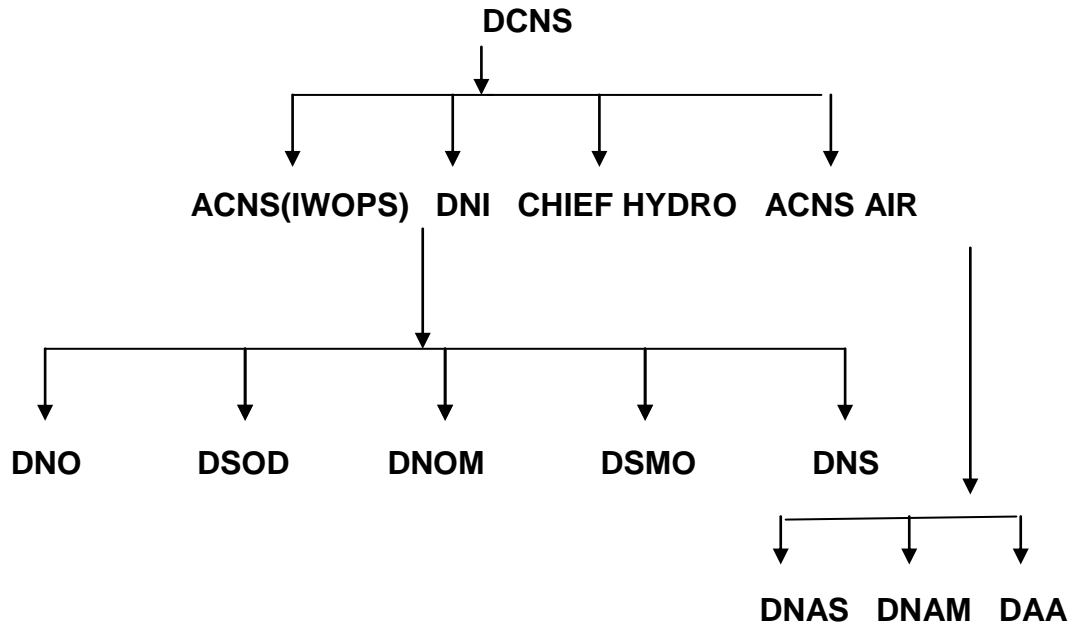 DCNS
ACNS(IWOPS) DNI CHIEF HYDRO ACNS AIR
DNO DSOD DNOM DSMO DNS
DNAS DNAM DAA